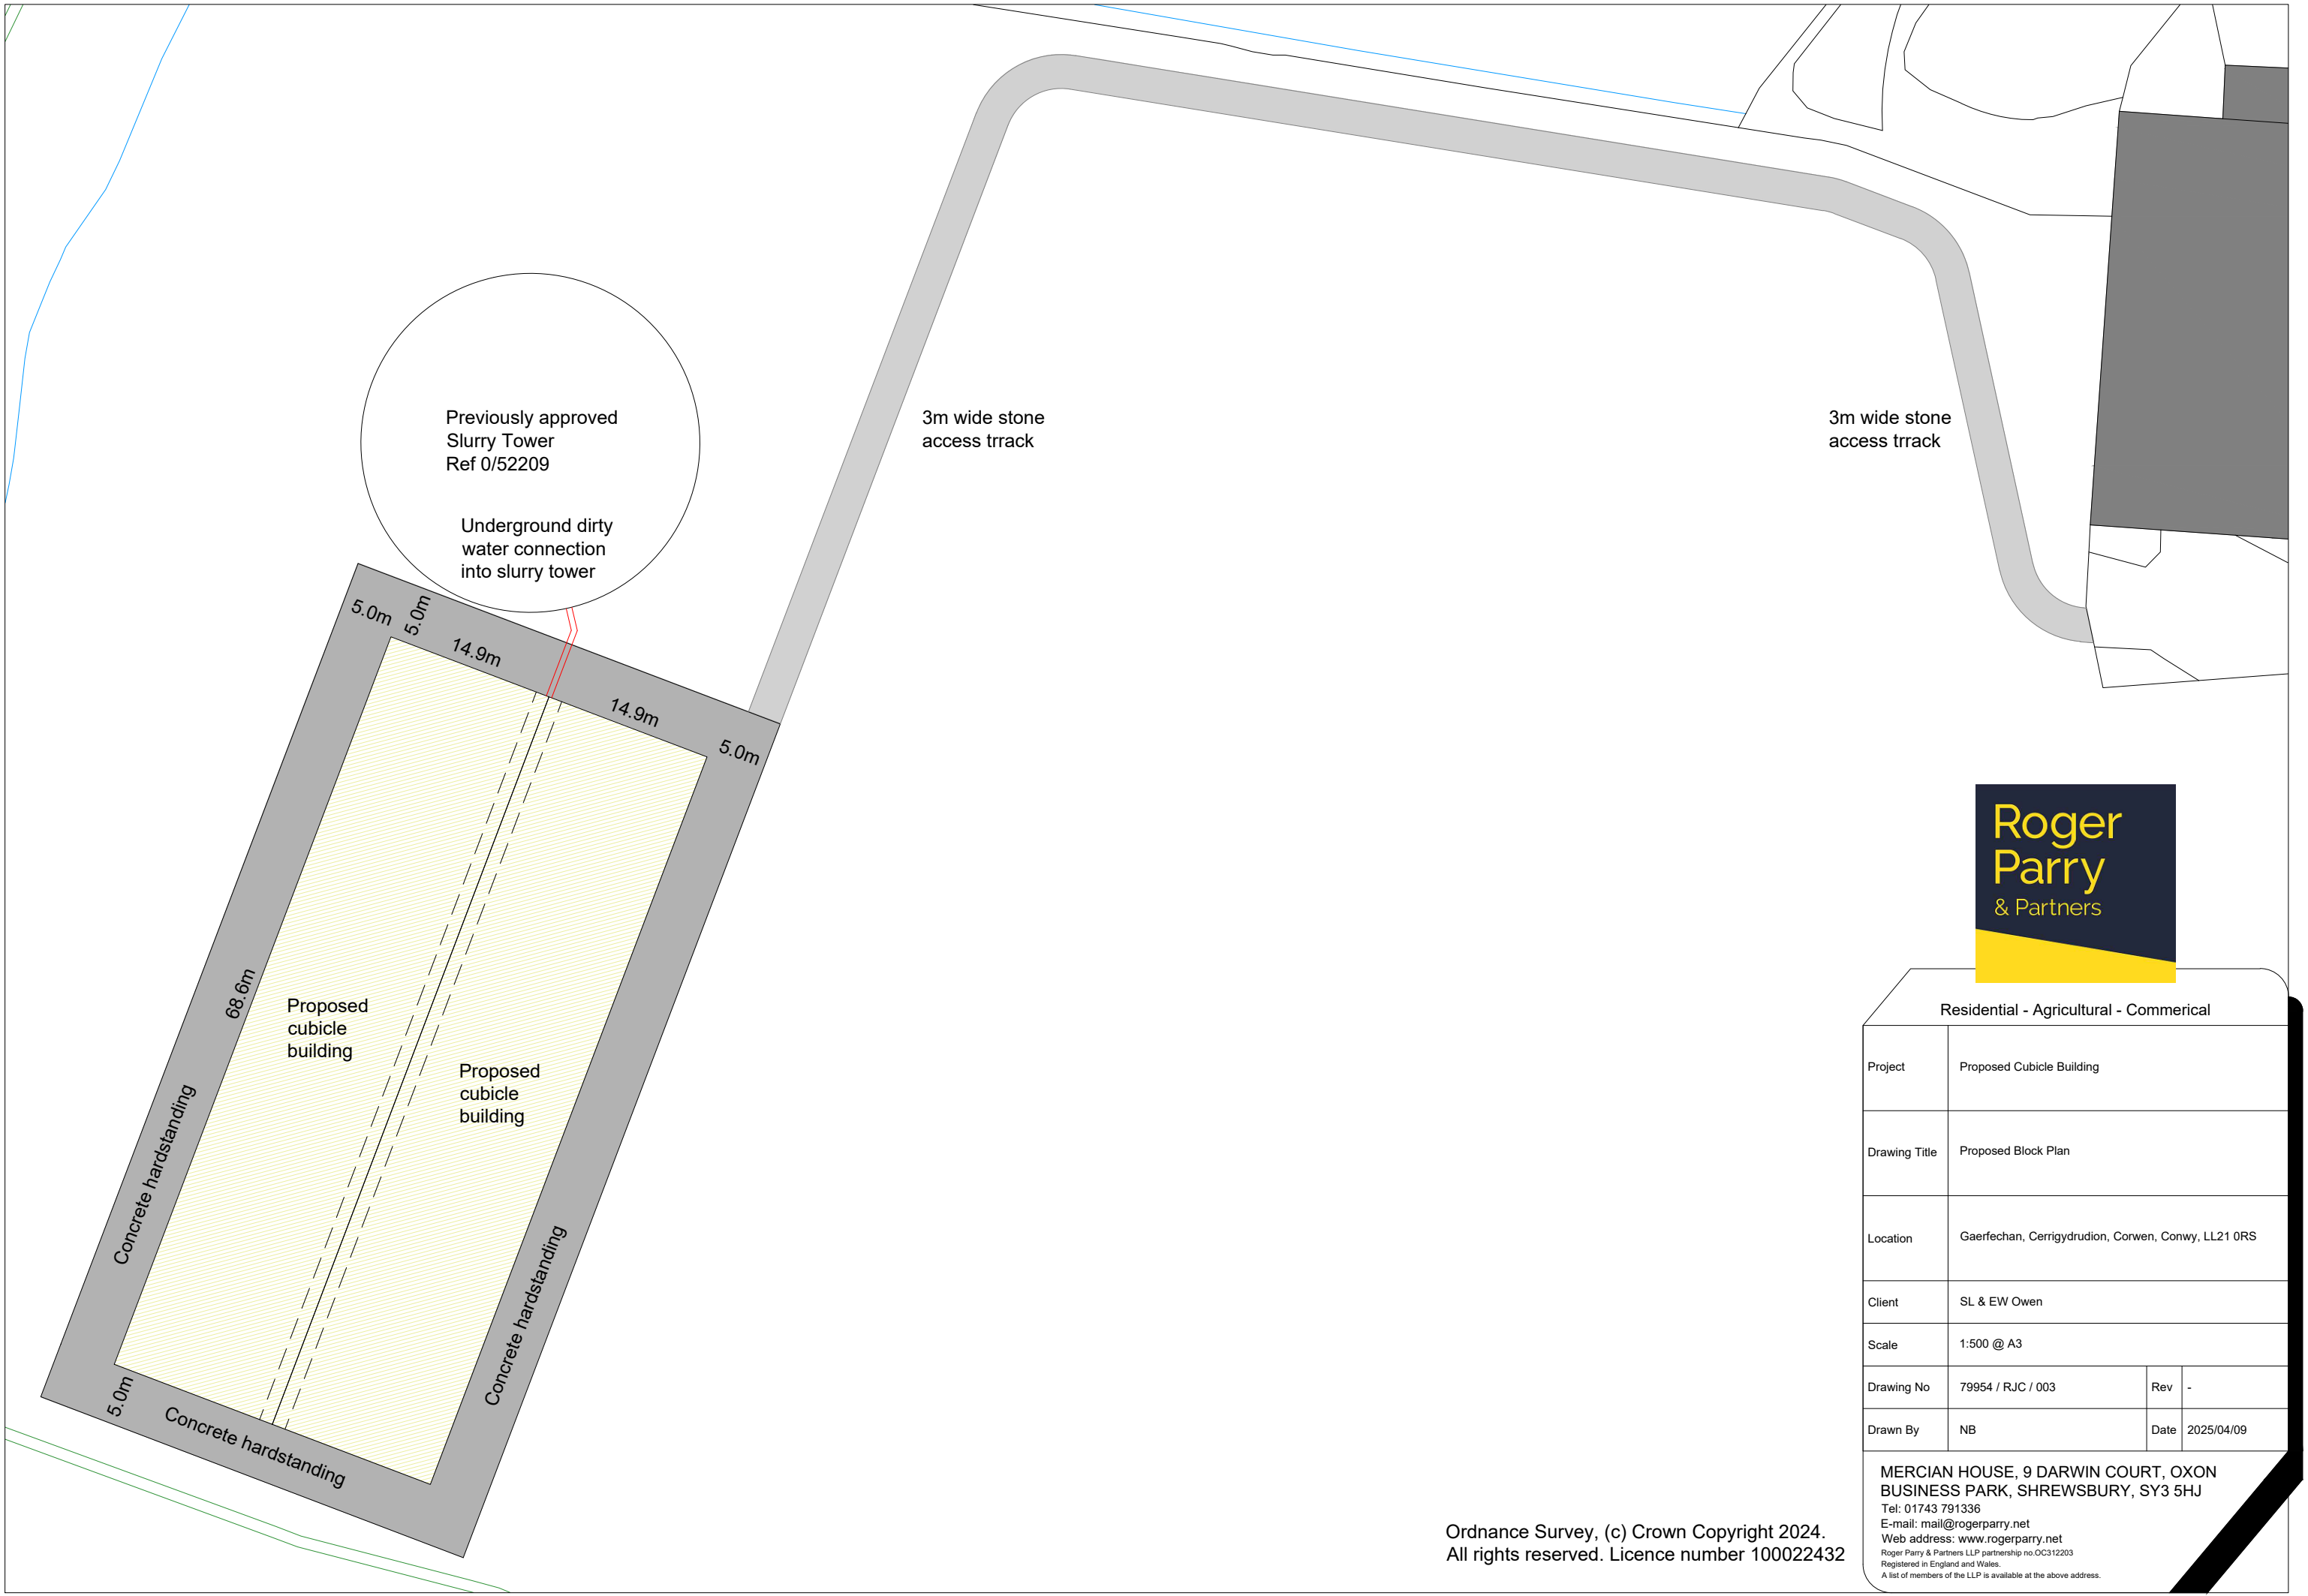 Previously approved
Slurry Tower
Ref 0/52209
Underground dirty
water connection
into slurry tower
3m wide stone
access trrack
3m wide stone
access trrack
5.0m
5.0m
14.9m
14.9m
5.0m
68.6m
Proposed
cubicle
building
Proposed
cubicle
building
Concrete hardstanding
Concrete hardstanding
5.0m
Concrete hardstanding
Roger
Parry
& Partners
Residential - Agricultural - Commerical
Project Proposed Cubicle Building
Drawing Title Proposed Block Plan
Location Gaerfechan, Cerrigydrudion, Corwen, Conwy, LL21 0RS
Client SL & EW Owen
Scale 1:500 @ A3
Drawing No 79954 / RJC / 003 Rev -
Drawn By NB Date 2025/04/09
MERCIAN HOUSE, 9 DARWIN COURT, OXON
BUSINESS PARK, SHREWSBURY, SY3 5HJ
Tel: 01743 791336
E-mail: mail@rogerparry.net
Web address: www.rogerparry.net
Roger Parry & Partners LLP partnership no.OC312203
Registered in England and Wales.
A list of members of the LLP is available at the above address.
Ordnance Survey, (c) Crown Copyright 2024.
All rights reserved. Licence number 100022432